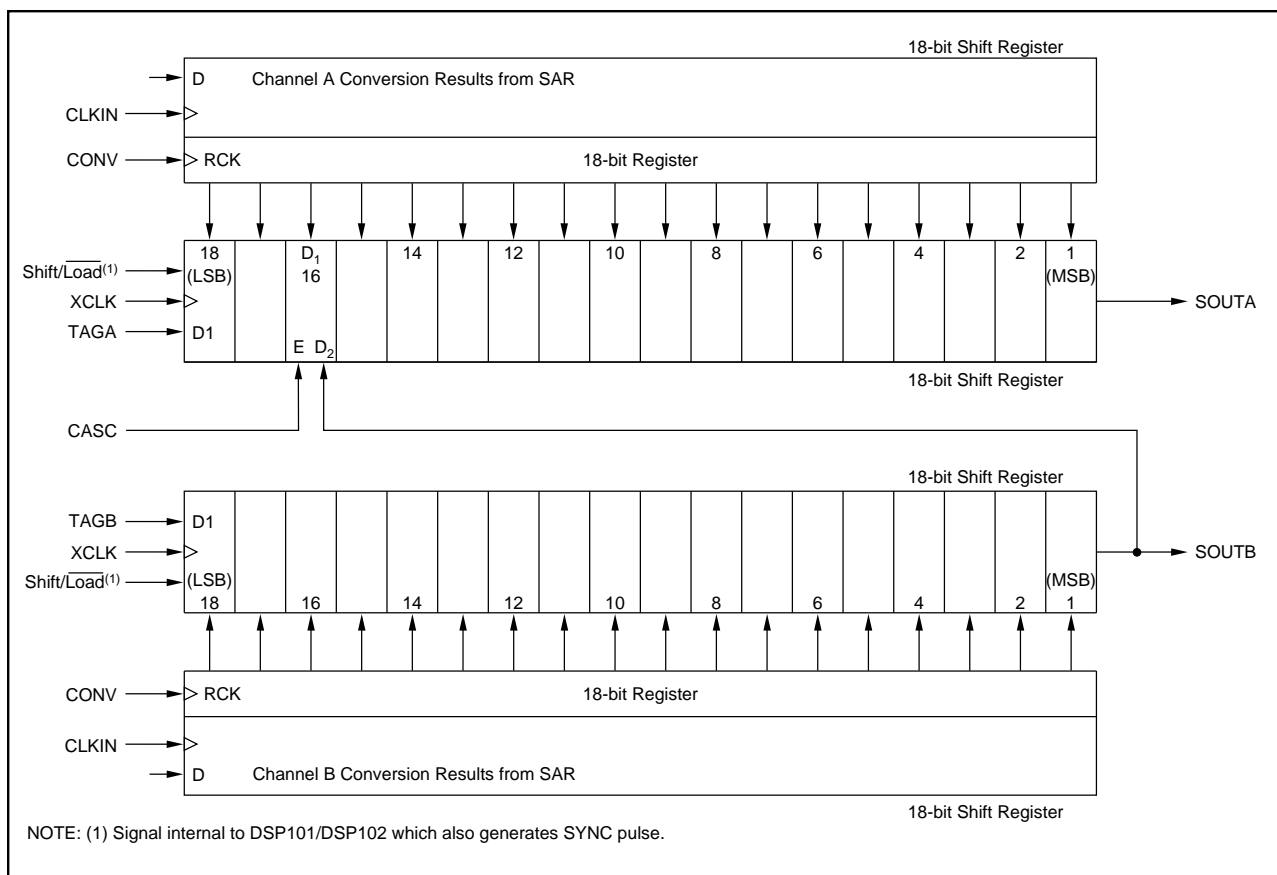 18-bit Shift Register
D Channel A Conversion Results from SAR
CLKIN
CONV RCK 18-bit Register
18 D₁ 14 12 10 8 6 4 2 1
Shift/L̅o̅a̅d̅⁽¹⁾ (LSB) 16 (MSB)
XCLK SOUTA
TAGA D1
E D₂
18-bit Shift Register
CASC
18-bit Shift Register
TAGB D1
XCLK SOUTB
Shift/L̅o̅a̅d̅⁽¹⁾ (LSB) (MSB)
18 16 14 12 10 8 6 4 2 1
CONV RCK 18-bit Register
CLKIN
D Channel B Conversion Results from SAR
18-bit Shift Register
NOTE: (1) Signal internal to DSP101/DSP102 which also generates SYNC pulse.